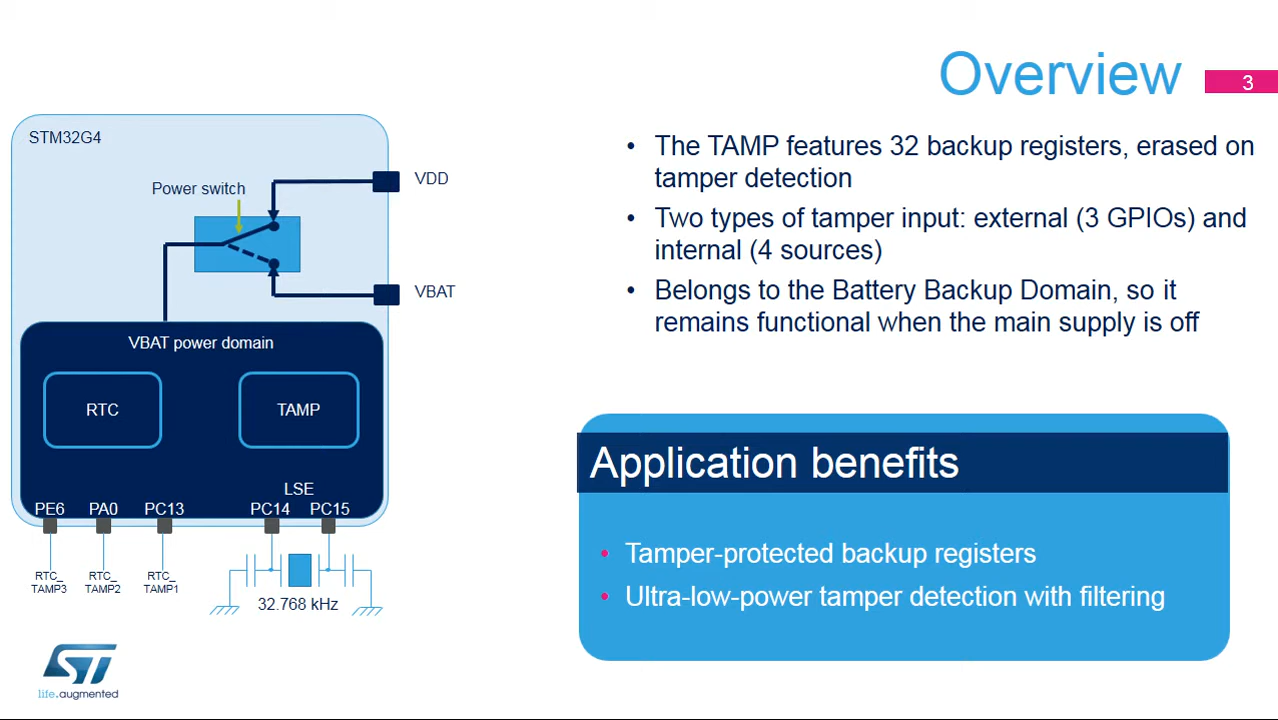 Overview
3
STM32G4
Power switch
VDD
VBAT
VBAT power domain
RTC
TAMP
LSE
PE6 PA0 PC13 PC14 PC15
RTC_
TAMP3
RTC_
TAMP2
RTC_
TAMP1
32.768 kHz
• The TAMP features 32 backup registers, erased on
tamper detection
• Two types of tamper input: external (3 GPIOs) and
internal (4 sources)
• Belongs to the Battery Backup Domain, so it
remains functional when the main supply is off
Application benefits
• Tamper-protected backup registers
• Ultra-low-power tamper detection with filtering
ST
life.augmented